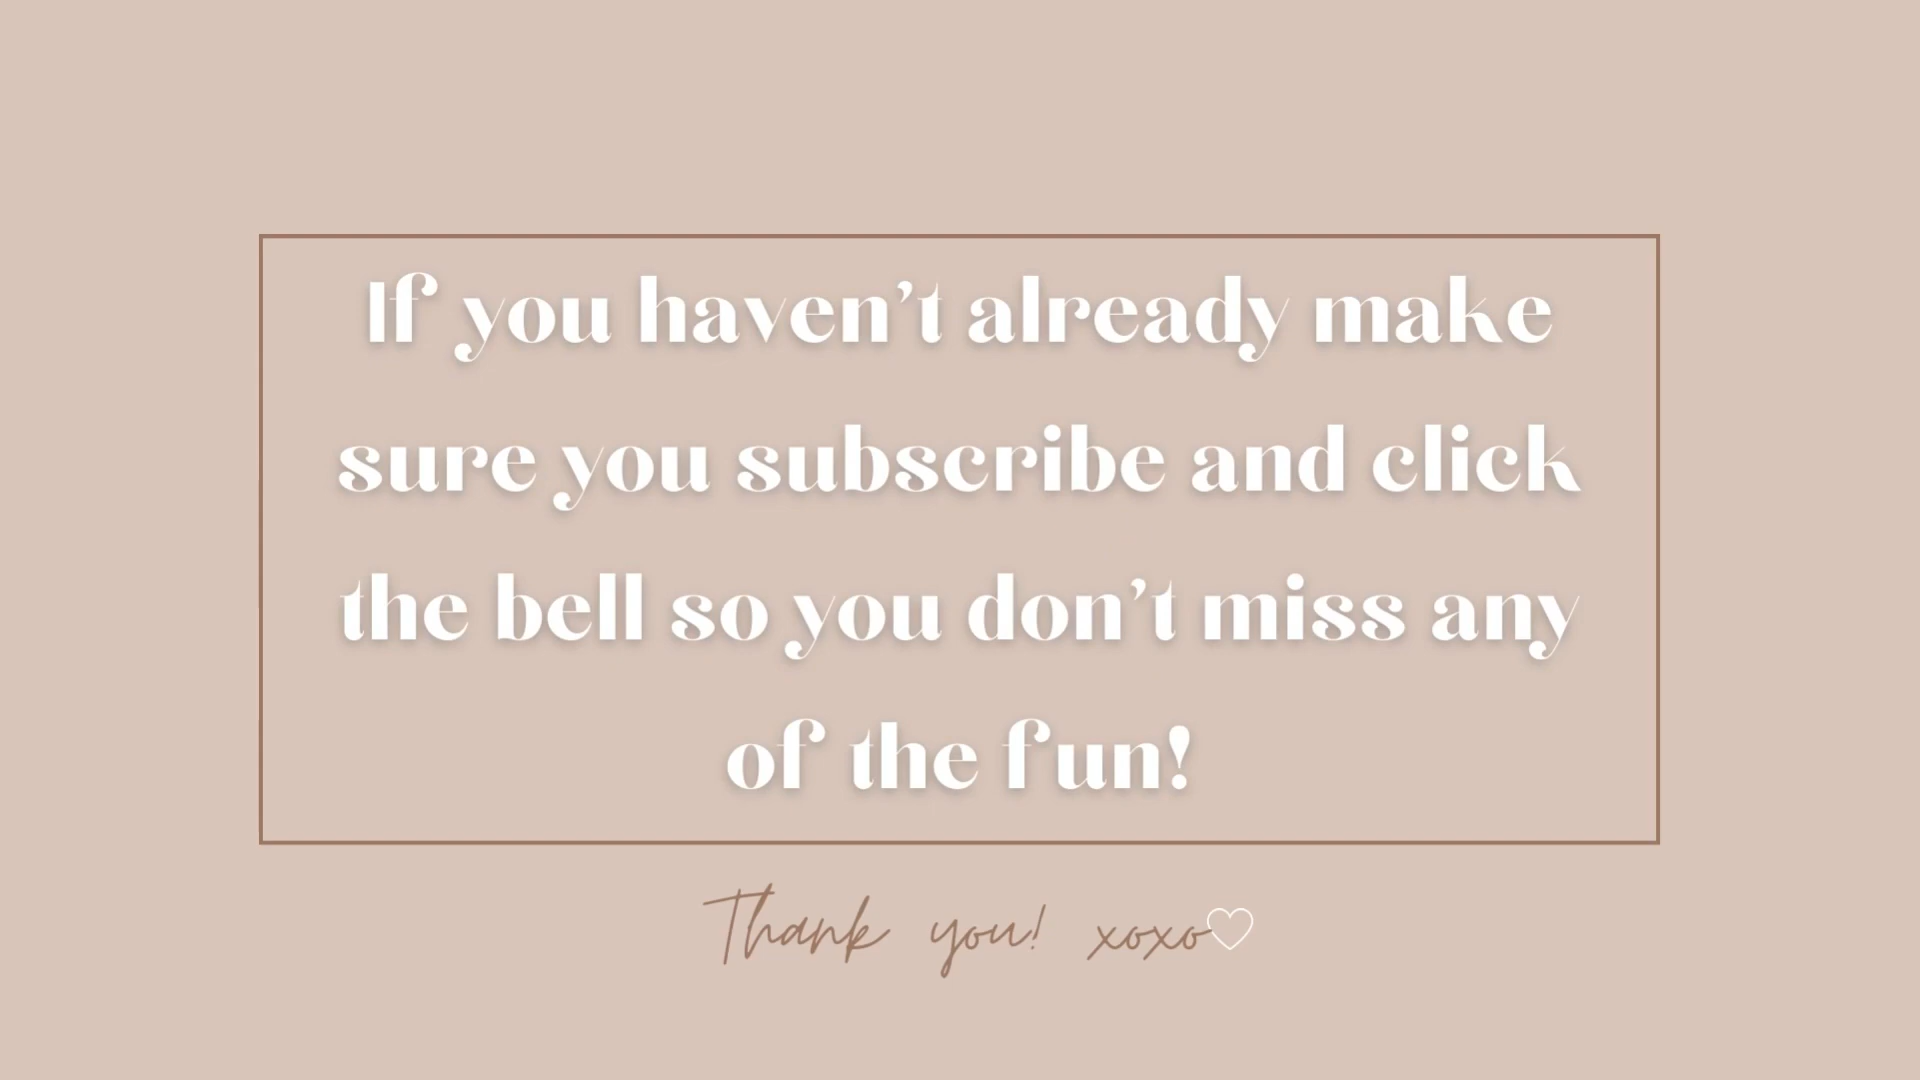 If you haven’t already make
sure you subscribe and click
the bell so you don’t miss any
of the fun!
Thank you! xoxo♡